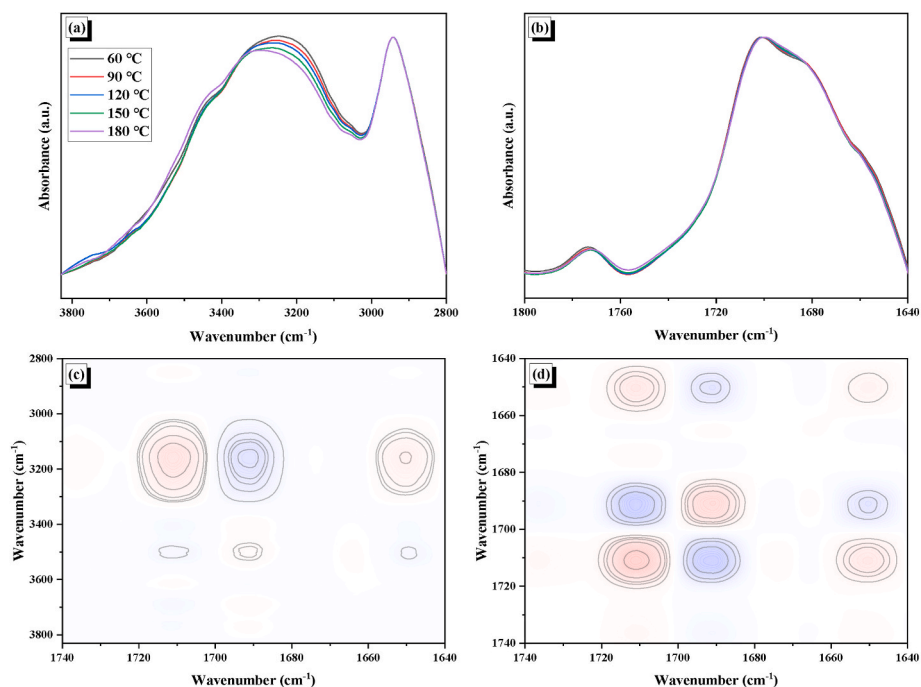 (a)
60 ℃
90 ℃
120 ℃
150 ℃
180 ℃
Absorbance (a.u.)
3800 3600 3400 3200 3000 2800
Wavenumber (cm⁻¹)
(b)
Absorbance (a.u.)
1800 1760 1720 1680 1640
Wavenumber (cm⁻¹)
(c)
2800
3000
3200
3400
3600
3800
Wavenumber (cm⁻¹)
1740 1720 1700 1680 1660 1640
Wavenumber (cm⁻¹)
(d)
1640
1660
1680
1700
1720
1740
Wavenumber (cm⁻¹)
1740 1720 1700 1680 1660 1640
Wavenumber (cm⁻¹)